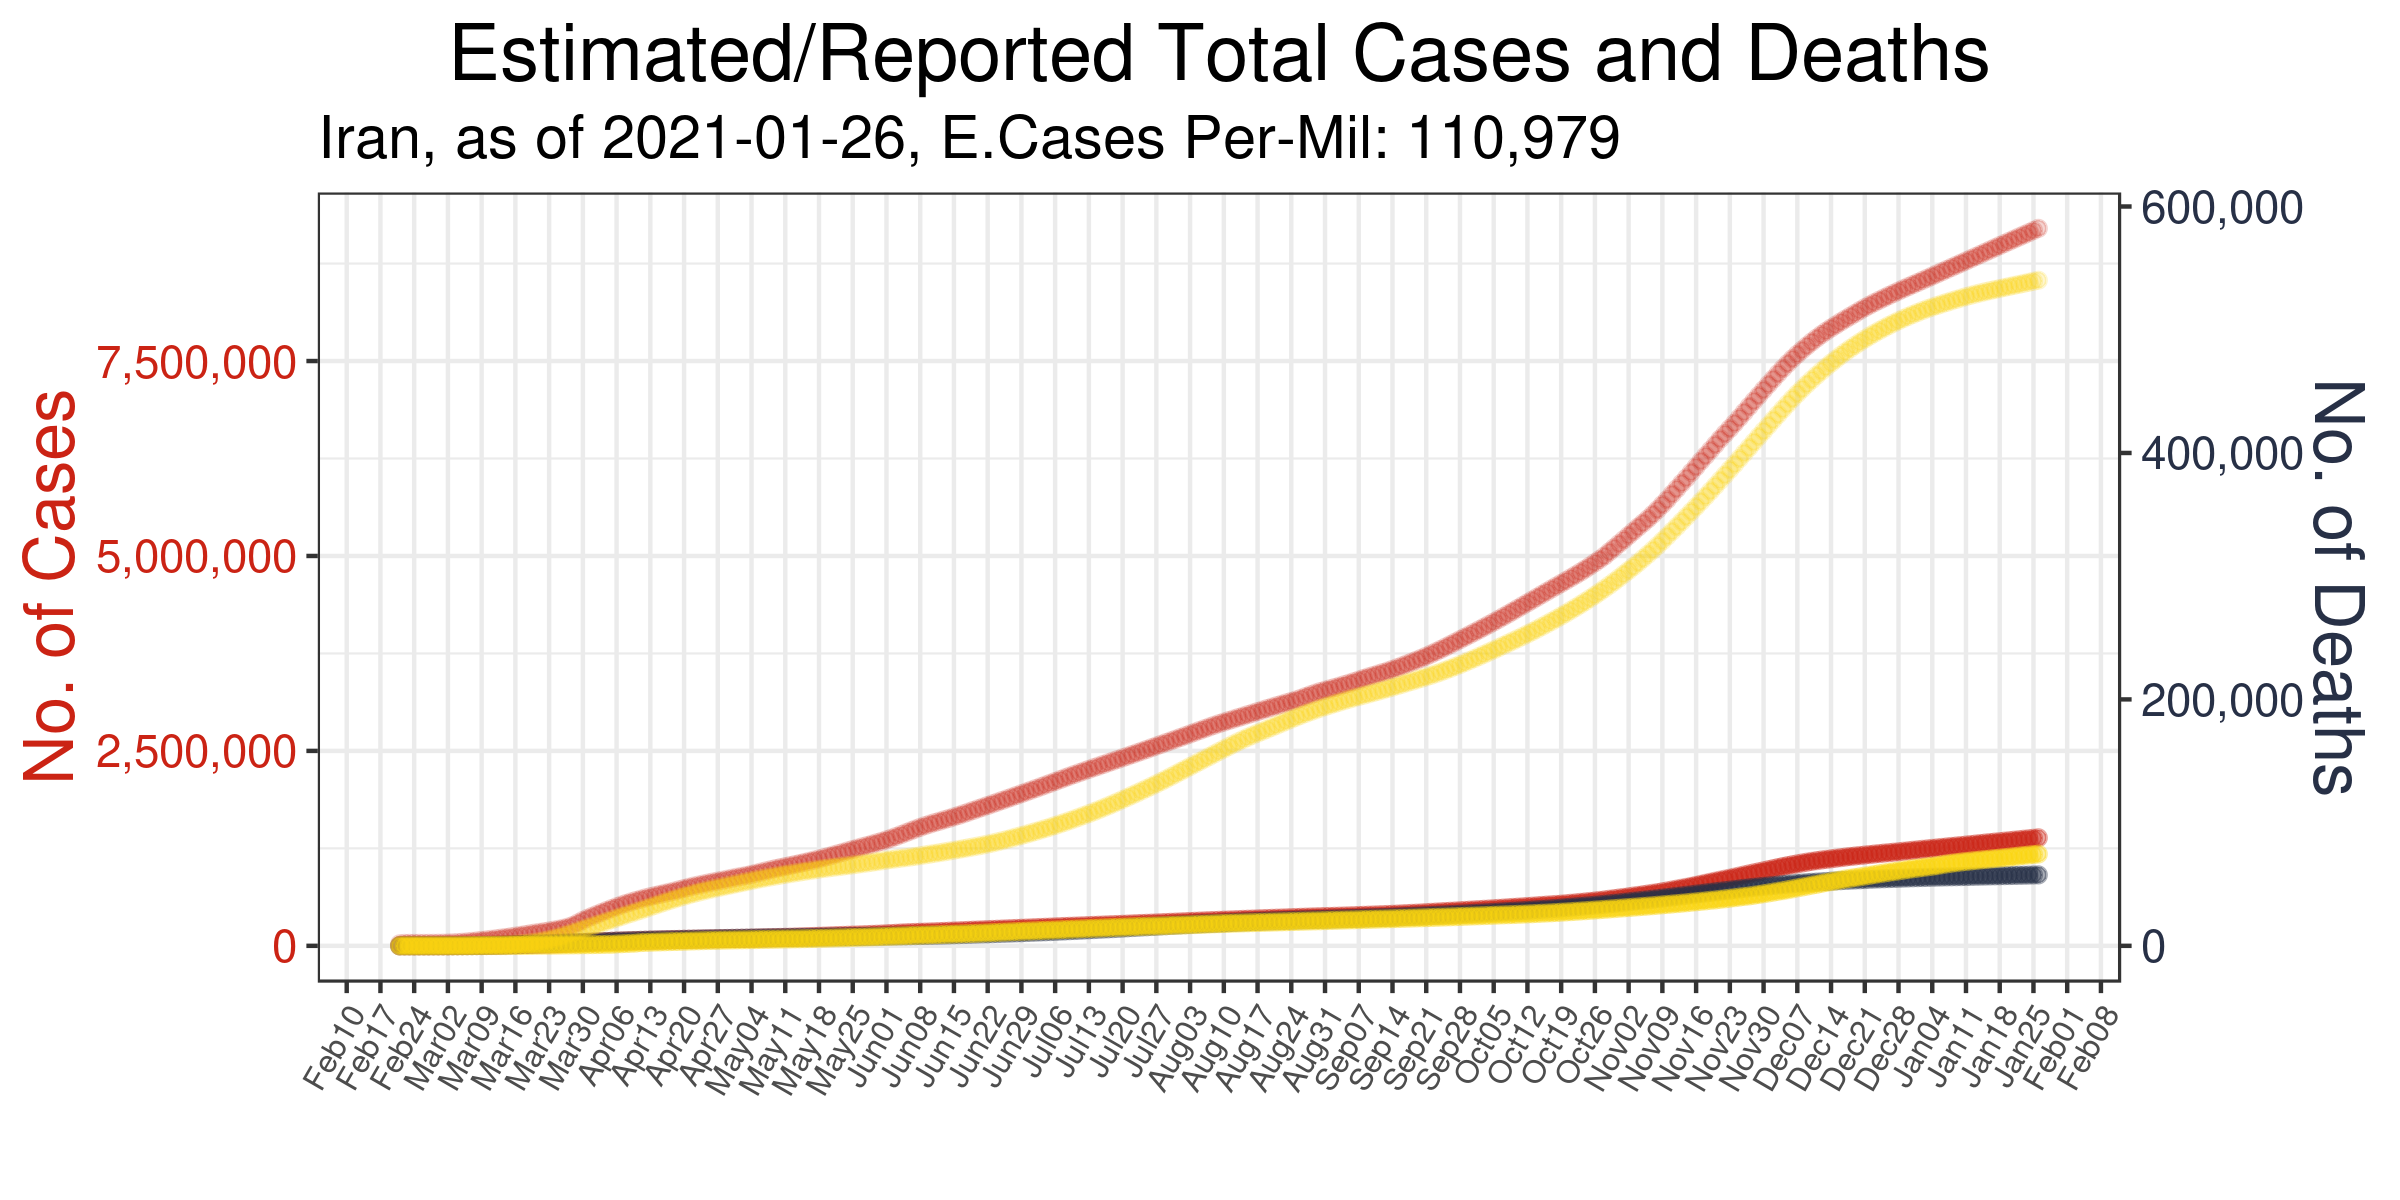 Estimated/Reported Total Cases and Deaths
Iran, as of 2021-01-26, E.Cases Per-Mil: 110,979
No. of Cases
7,500,000
5,000,000
2,500,000
0
600,000
400,000
200,000
0
No. of Deaths
Feb10
Feb17
Feb24
Mar02
Mar09
Mar16
Mar23
Mar30
Apr06
Apr13
Apr20
Apr27
May04
May11
May18
May25
Jun01
Jun08
Jun15
Jun22
Jun29
Jul06
Jul13
Jul20
Jul27
Aug03
Aug10
Aug17
Aug24
Aug31
Sep07
Sep14
Sep21
Sep28
Oct05
Oct12
Oct19
Oct26
Nov02
Nov09
Nov16
Nov23
Nov30
Dec07
Dec14
Dec21
Dec28
Dec04
Jan11
Jan18
Jan25
Feb01
Feb08